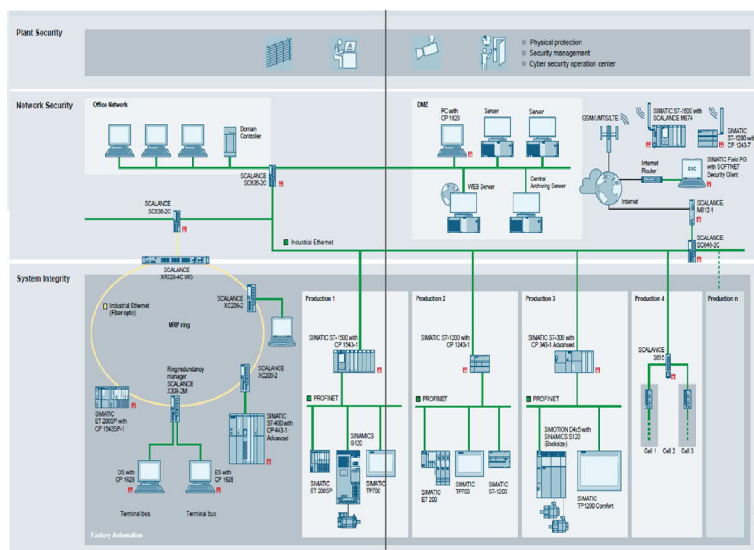 Plant Security
Physical protection
Security management
Cyber security operation center
Network Security
Office Network
Domain
Controller
SCALANCE
SC636-2C
SCALANCE
SC636-2C
DMZ
PC with
CP 1628
Server
Server
WEB Server
Central
Archiving Server
GSM/UMTS/LTE
SIMATIC S7-1500 with
SCALANCE M874
SIMATIC
S7-1200 with
CP 1243-7
Internet
Router
SIMATIC Field PG
with SOFTNET
Security Client
Internet
SCALANCE
M812-1
SCALANCE
SC646-2C
Industrial Ethernet
System Integrity
SCALANCE
Industrial Ethernet
(Fiber optic)
MRP ring
SCALANCE
XC206-2
SCALANCE
XC206-2
Ring redundancy
manager
SCALANCE
X308-2M
SIMATIC
ET 200SP with
CP 1543SP-1
SIMATIC
S7-400 with
CP 443-1
Advanced
OS with
CP 1628
ES with
CP 1628
Terminal bus
Terminal bus
Factory Automation
Production 1
SIMATIC S7-1500 with
CP 1543-1
PROFINET
SINAMICS
G120
SIMATIC
ET 200SP
TP700
Production 2
SIMATIC S7-1200 with
CP 1243-1
PROFINET
SIMATIC
ET 200
TP700
S7-1200
Production 3
SIMATIC S7-300 with
CP 343-1 Advanced
PROFINET
SIMOTION D4x5 with
SINAMICS S120
(Booksize)
SIMATIC
TP1200 Comfort
Production 4
SCALANCE
S615
Cell 1
Cell 2
Cell 3
Production n